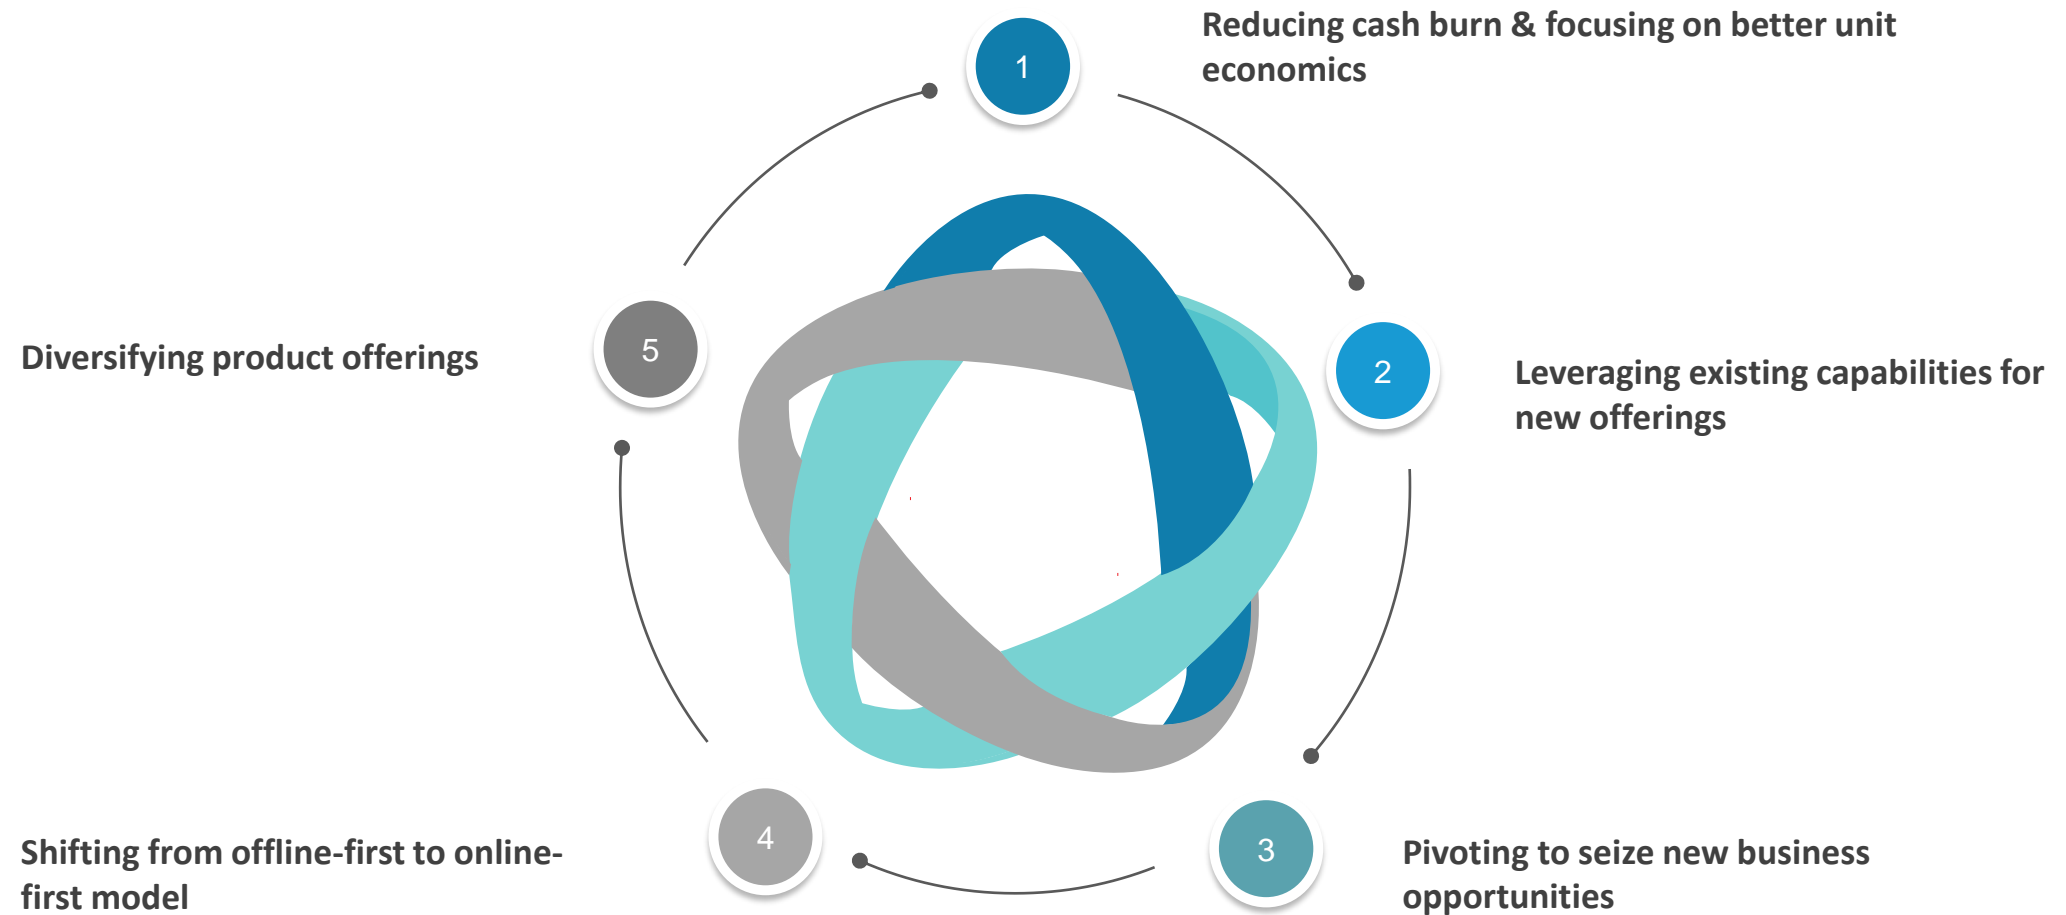 1
Reducing cash burn & focusing on better unit
economics
2
Leveraging existing capabilities for
new offerings
3
Pivoting to seize new business
opportunities
4
Shifting from offline-first to online-
first model
5
Diversifying product offerings